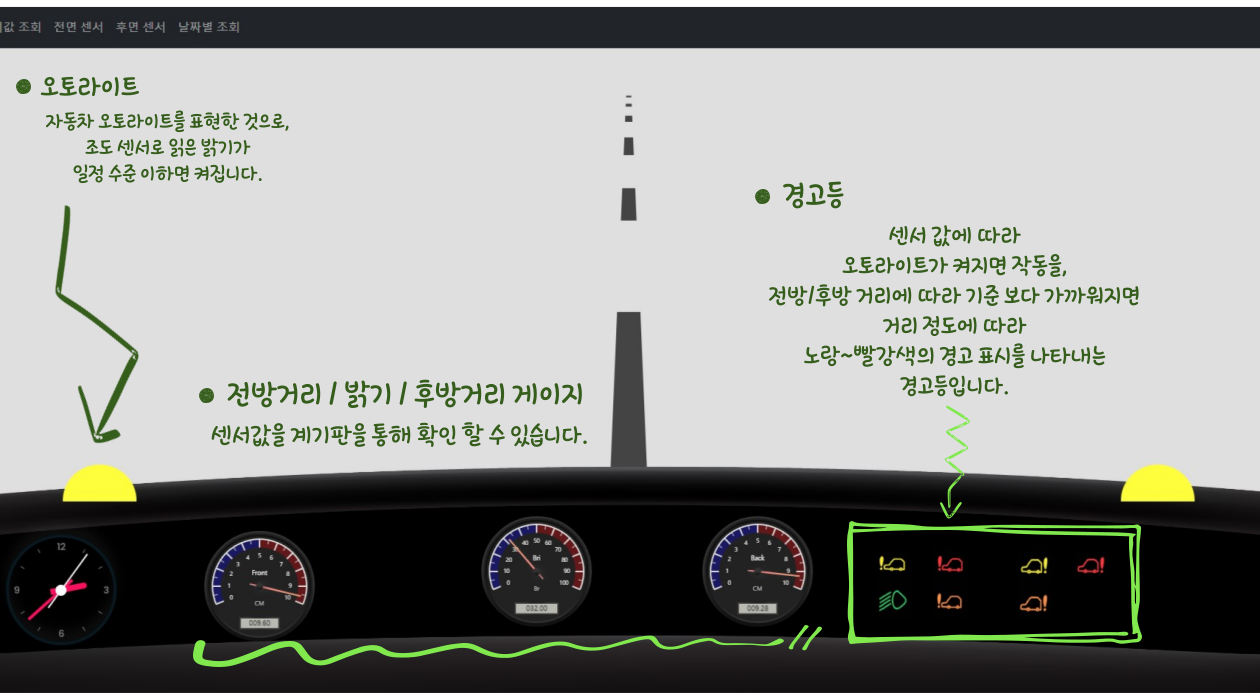 값 조회 전면 센서 후면 센서 날짜별 조회
● 오토라이트
자동차 오토라이트를 표현한 것으로,
조도 센서로 읽은 밝기가
일정 수준 이하면 켜집니다.
● 경고등
센서 값에 따라
오토라이트가 켜지면 작동을,
전방/후방 거리에 따라 기준 보다 가까워지면
거리 정도에 따라
노랑~빨강색의 경고 표시를 나타내는
경고등입니다.
● 전방거리 / 밝기 / 후방거리 게이지
센서값을 계기판을 통해 확인 할 수 있습니다.
12
3
6
9
0 1 2 3 4 5 6 7 8 9 10
Front
CM
009.60
0 10 20 30 40 50 60 70 80 90 100
Bri
Br
032.00
0 1 2 3 4 5 6 7 8 9 10
Back
CM
009.28